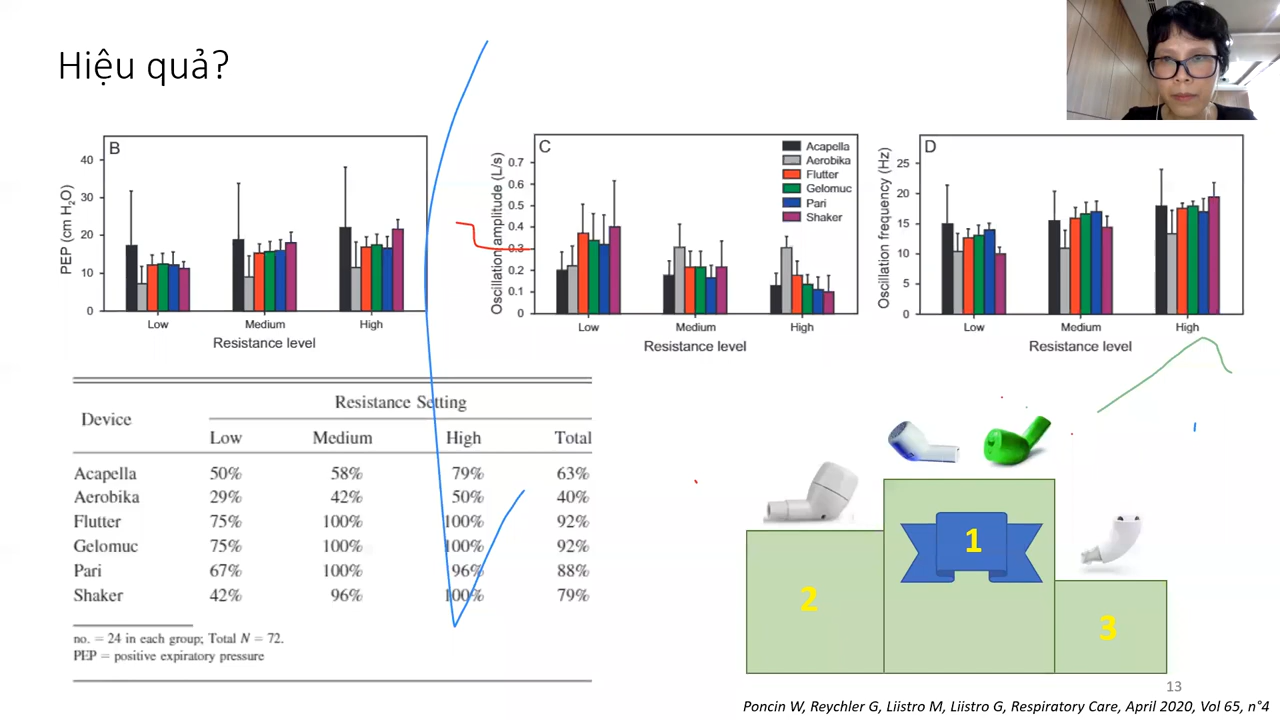 Hiệu quả?
B
PEP (cm H2O)
40
30
20
10
0
Low Medium High
Resistance level
C
Oscillation amplitude (L/s)
0.7
0.6
0.5
0.4
0.3
0.2
0.1
0
Acapella
Aerobika
Flutter
Gelomuc
Pari
Shaker
Low Medium High
Resistance level
D
Oscillation frequency (Hz)
25
20
15
10
5
0
Low Medium High
Resistance level
Device Resistance Setting
Low Medium High Total
Acapella 50% 58% 79% 63%
Aerobika 29% 42% 50% 40%
Flutter 75% 100% 100% 92%
Gelomuc 75% 100% 100% 92%
Pari 67% 100% 96% 88%
Shaker 42% 96% 100% 79%
no. = 24 in each group; Total N = 72.
PEP = positive expiratory pressure
1
2
3
13
Poncin W, Reychler G, Liistro M, Liistro G, Respiratory Care, April 2020, Vol 65, n°4